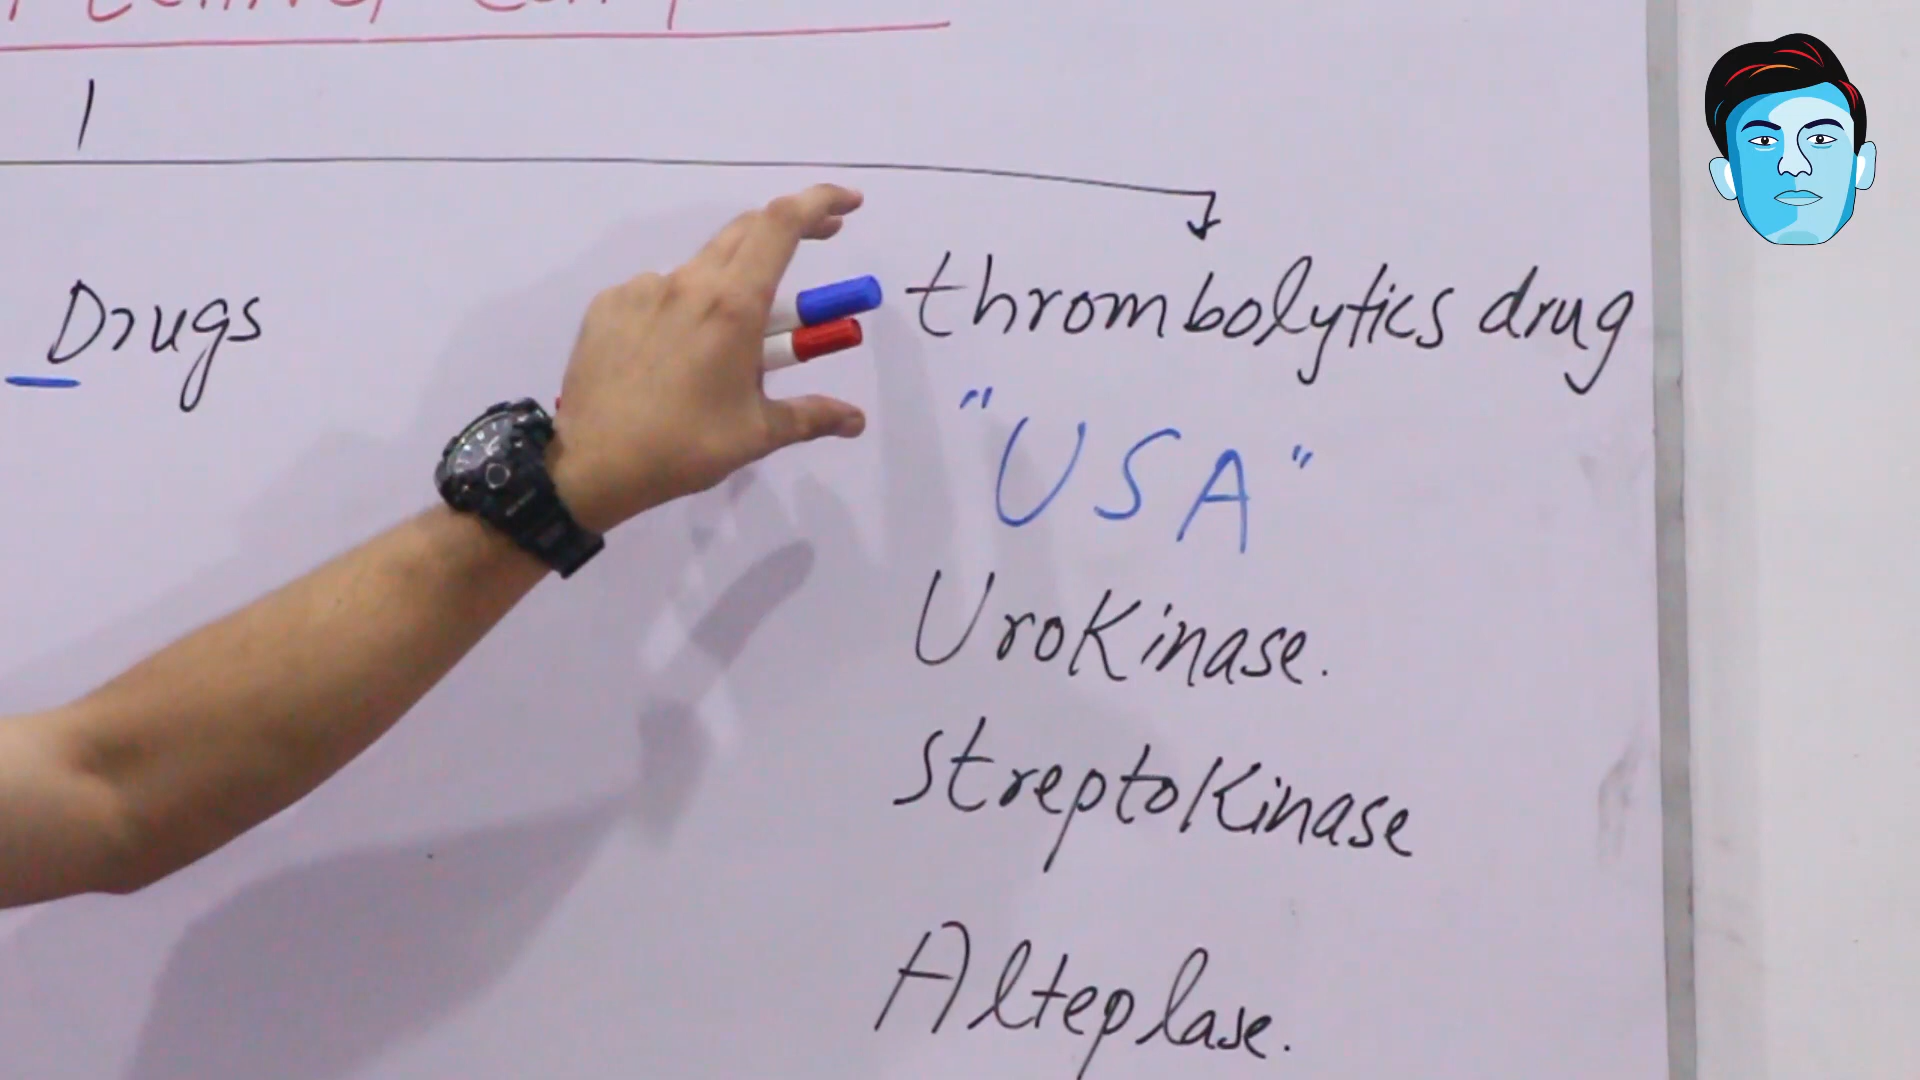 Drugs
thrombolytics drug
"USA"
Urokinase.
Streptokinase
Alteplase.